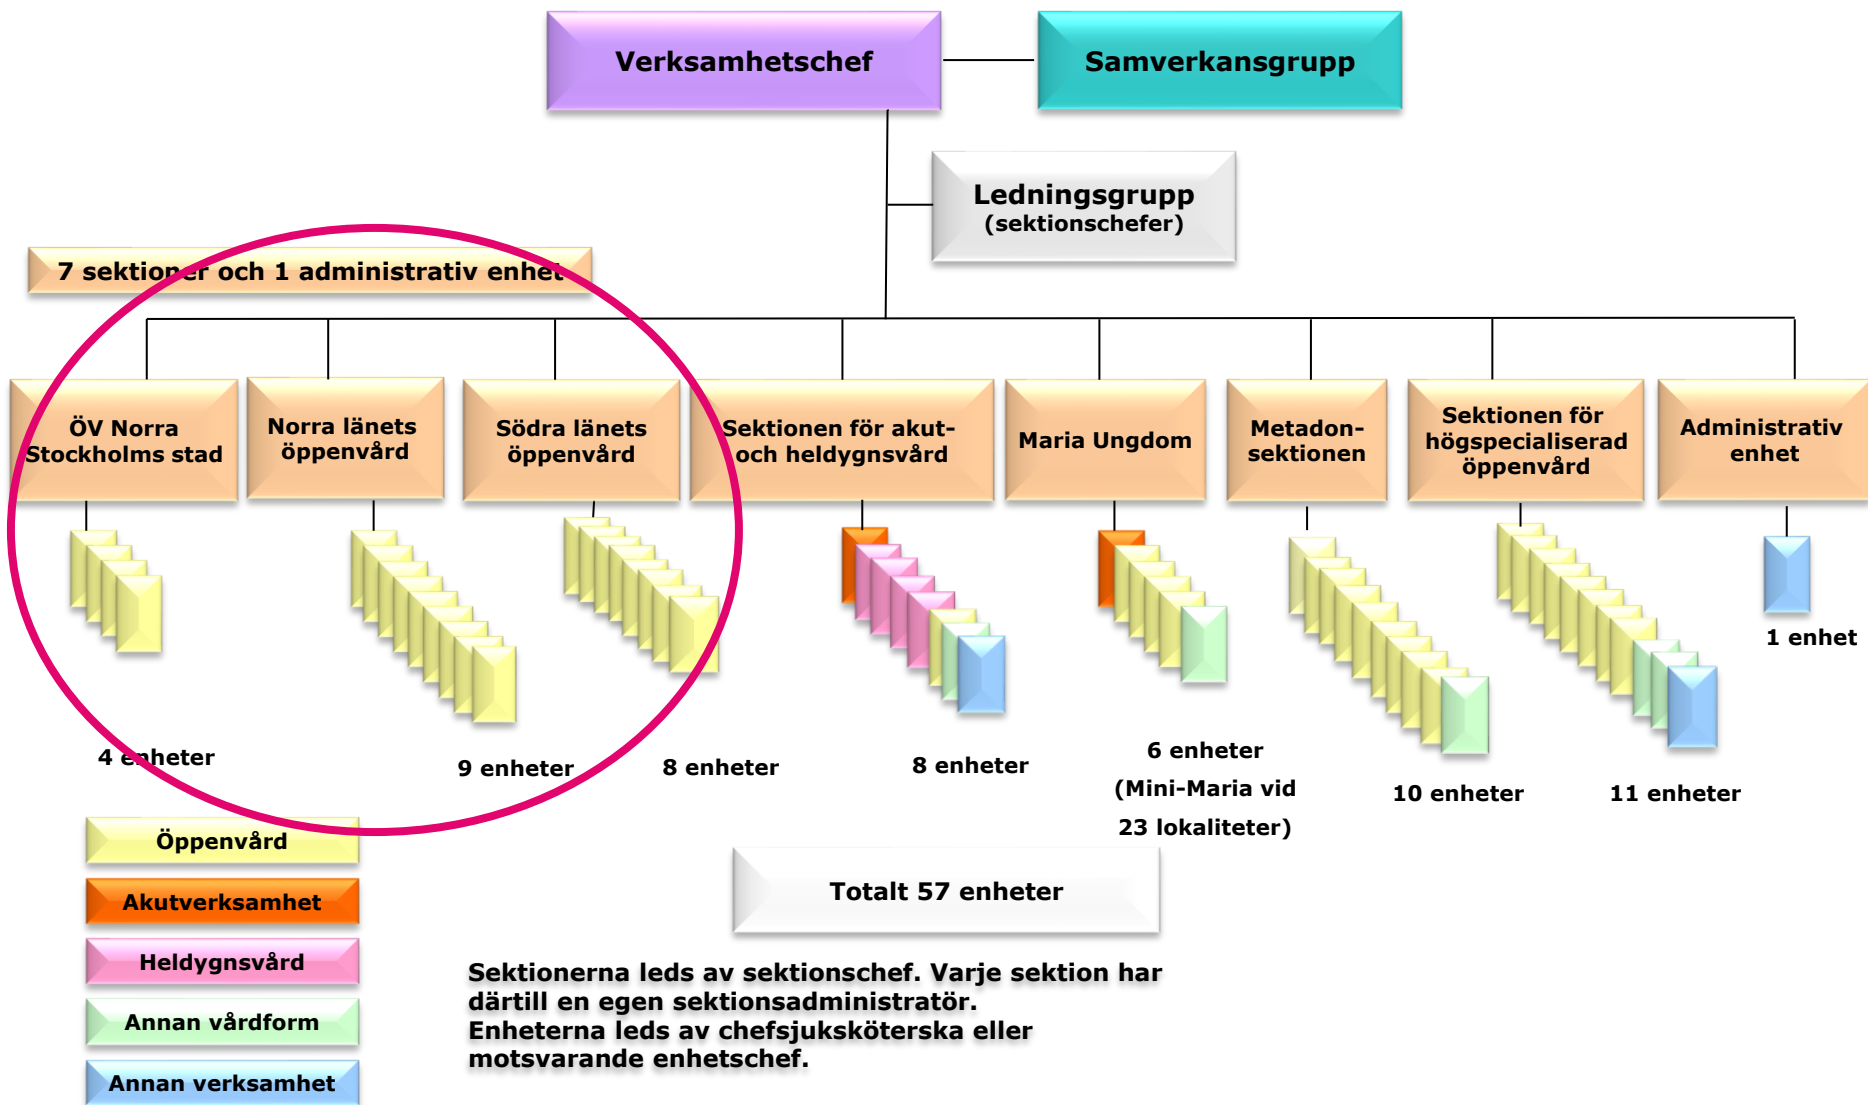 Verksamhetschef
Samverkansgrupp
Ledningsgrupp
(sektionschefer)
7 sektioner och 1 administrativ enhet
ÖV Norra
Stockholms stad
Norra länets
öppenvård
Södra länets
öppenvård
Sektionen för akut-
och heldygnsvård
Maria Ungdom
Metadon-
sektionen
Sektionen för
högspecialiserad
öppenvård
Administrativ
enhet
4 enheter
9 enheter
8 enheter
8 enheter
6 enheter
(Mini-Maria vid
23 lokaliteter)
10 enheter
11 enheter
1 enhet
Öppenvård
Akutverksamhet
Heldygnsvård
Annan vårdform
Annan verksamhet
Totalt 57 enheter
Sektionerna leds av sektionschef. Varje sektion har
därtill en egen sektionsadministratör.
Enheterna leds av chefsjuksköterska eller
motsvarande enhetschef.